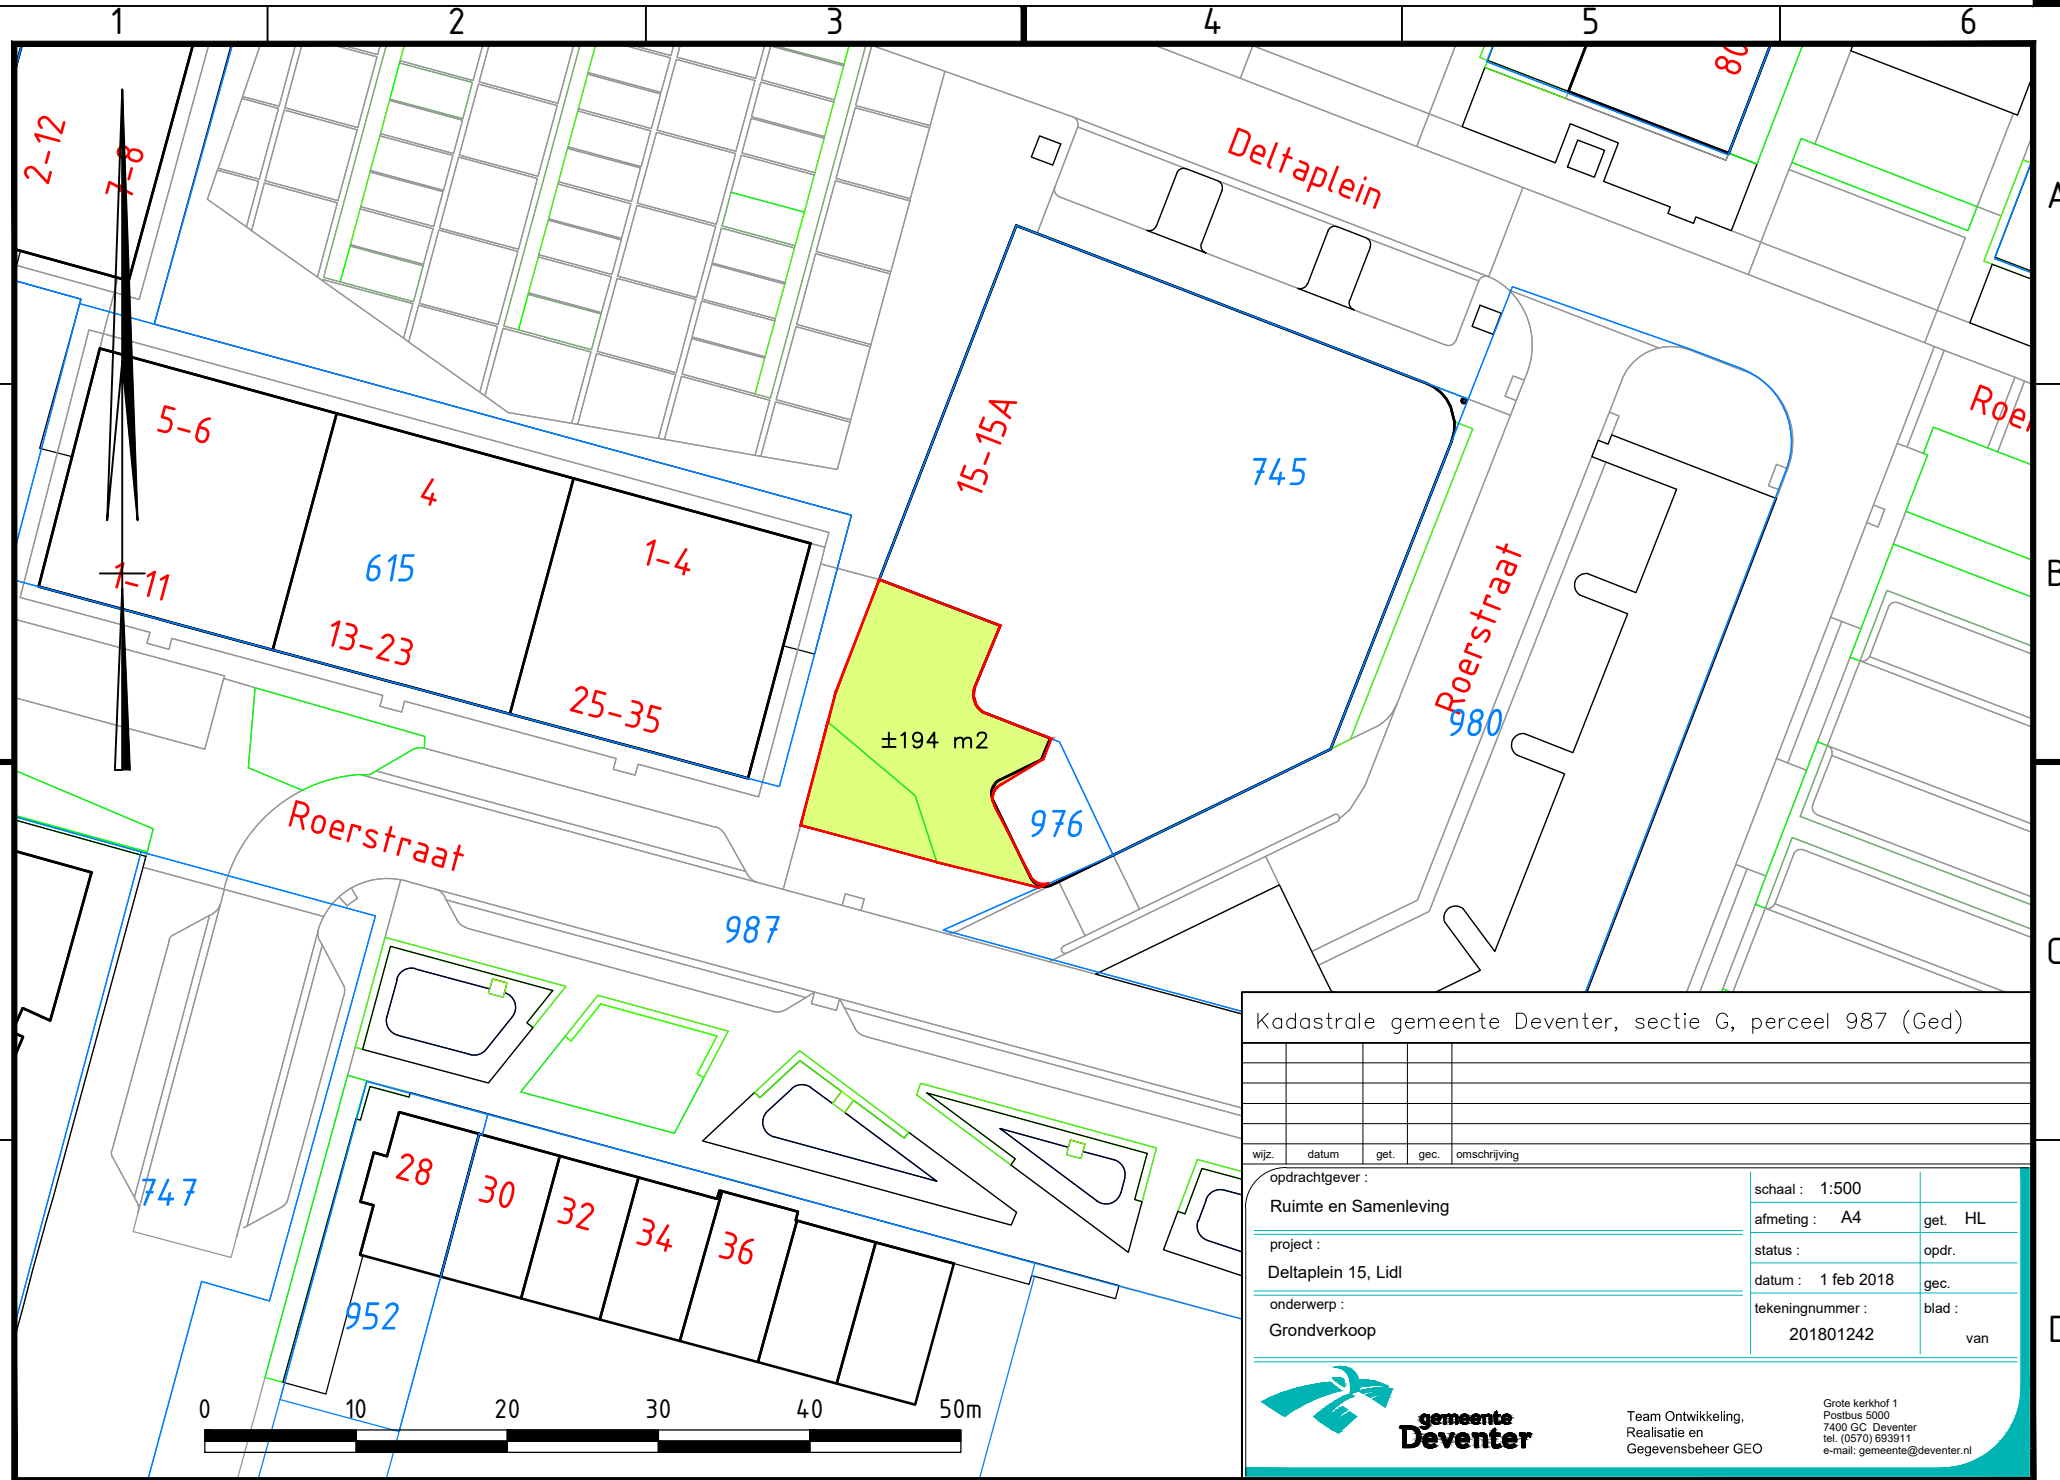 1 2 3 4 5 6
A
B
C
D
2-12
7-8
80
Deltaplein
5-6
4
1-4
615
1-11
13-23
25-35
15-15A
745
Roerstraat
980
±194 m2
976
Roerstraat
987
747
28
30
32
34
36
952
0 10 20 30 40 50m
Kadastrale gemeente Deventer, sectie G, perceel 987 (Ged)
wijz. datum get. gec. omschrijving
opdrachtgever :
Ruimte en Samenleving
project :
Deltaplein 15, Lidl
onderwerp :
Grondverkoop
schaal : 1:500
afmeting : A4 get. HL
status : opdr.
datum : 1 feb 2018 gec.
tekeningnummer : blad :
201801242 van
gemeente
Deventer
Team Ontwikkeling,
Realisatie en
Gegevensbeheer GEO
Grote kerkhof 1
Postbus 5000
7400 GC Deventer
tel. (0570) 693911
e-mail: gemeente@deventer.nl